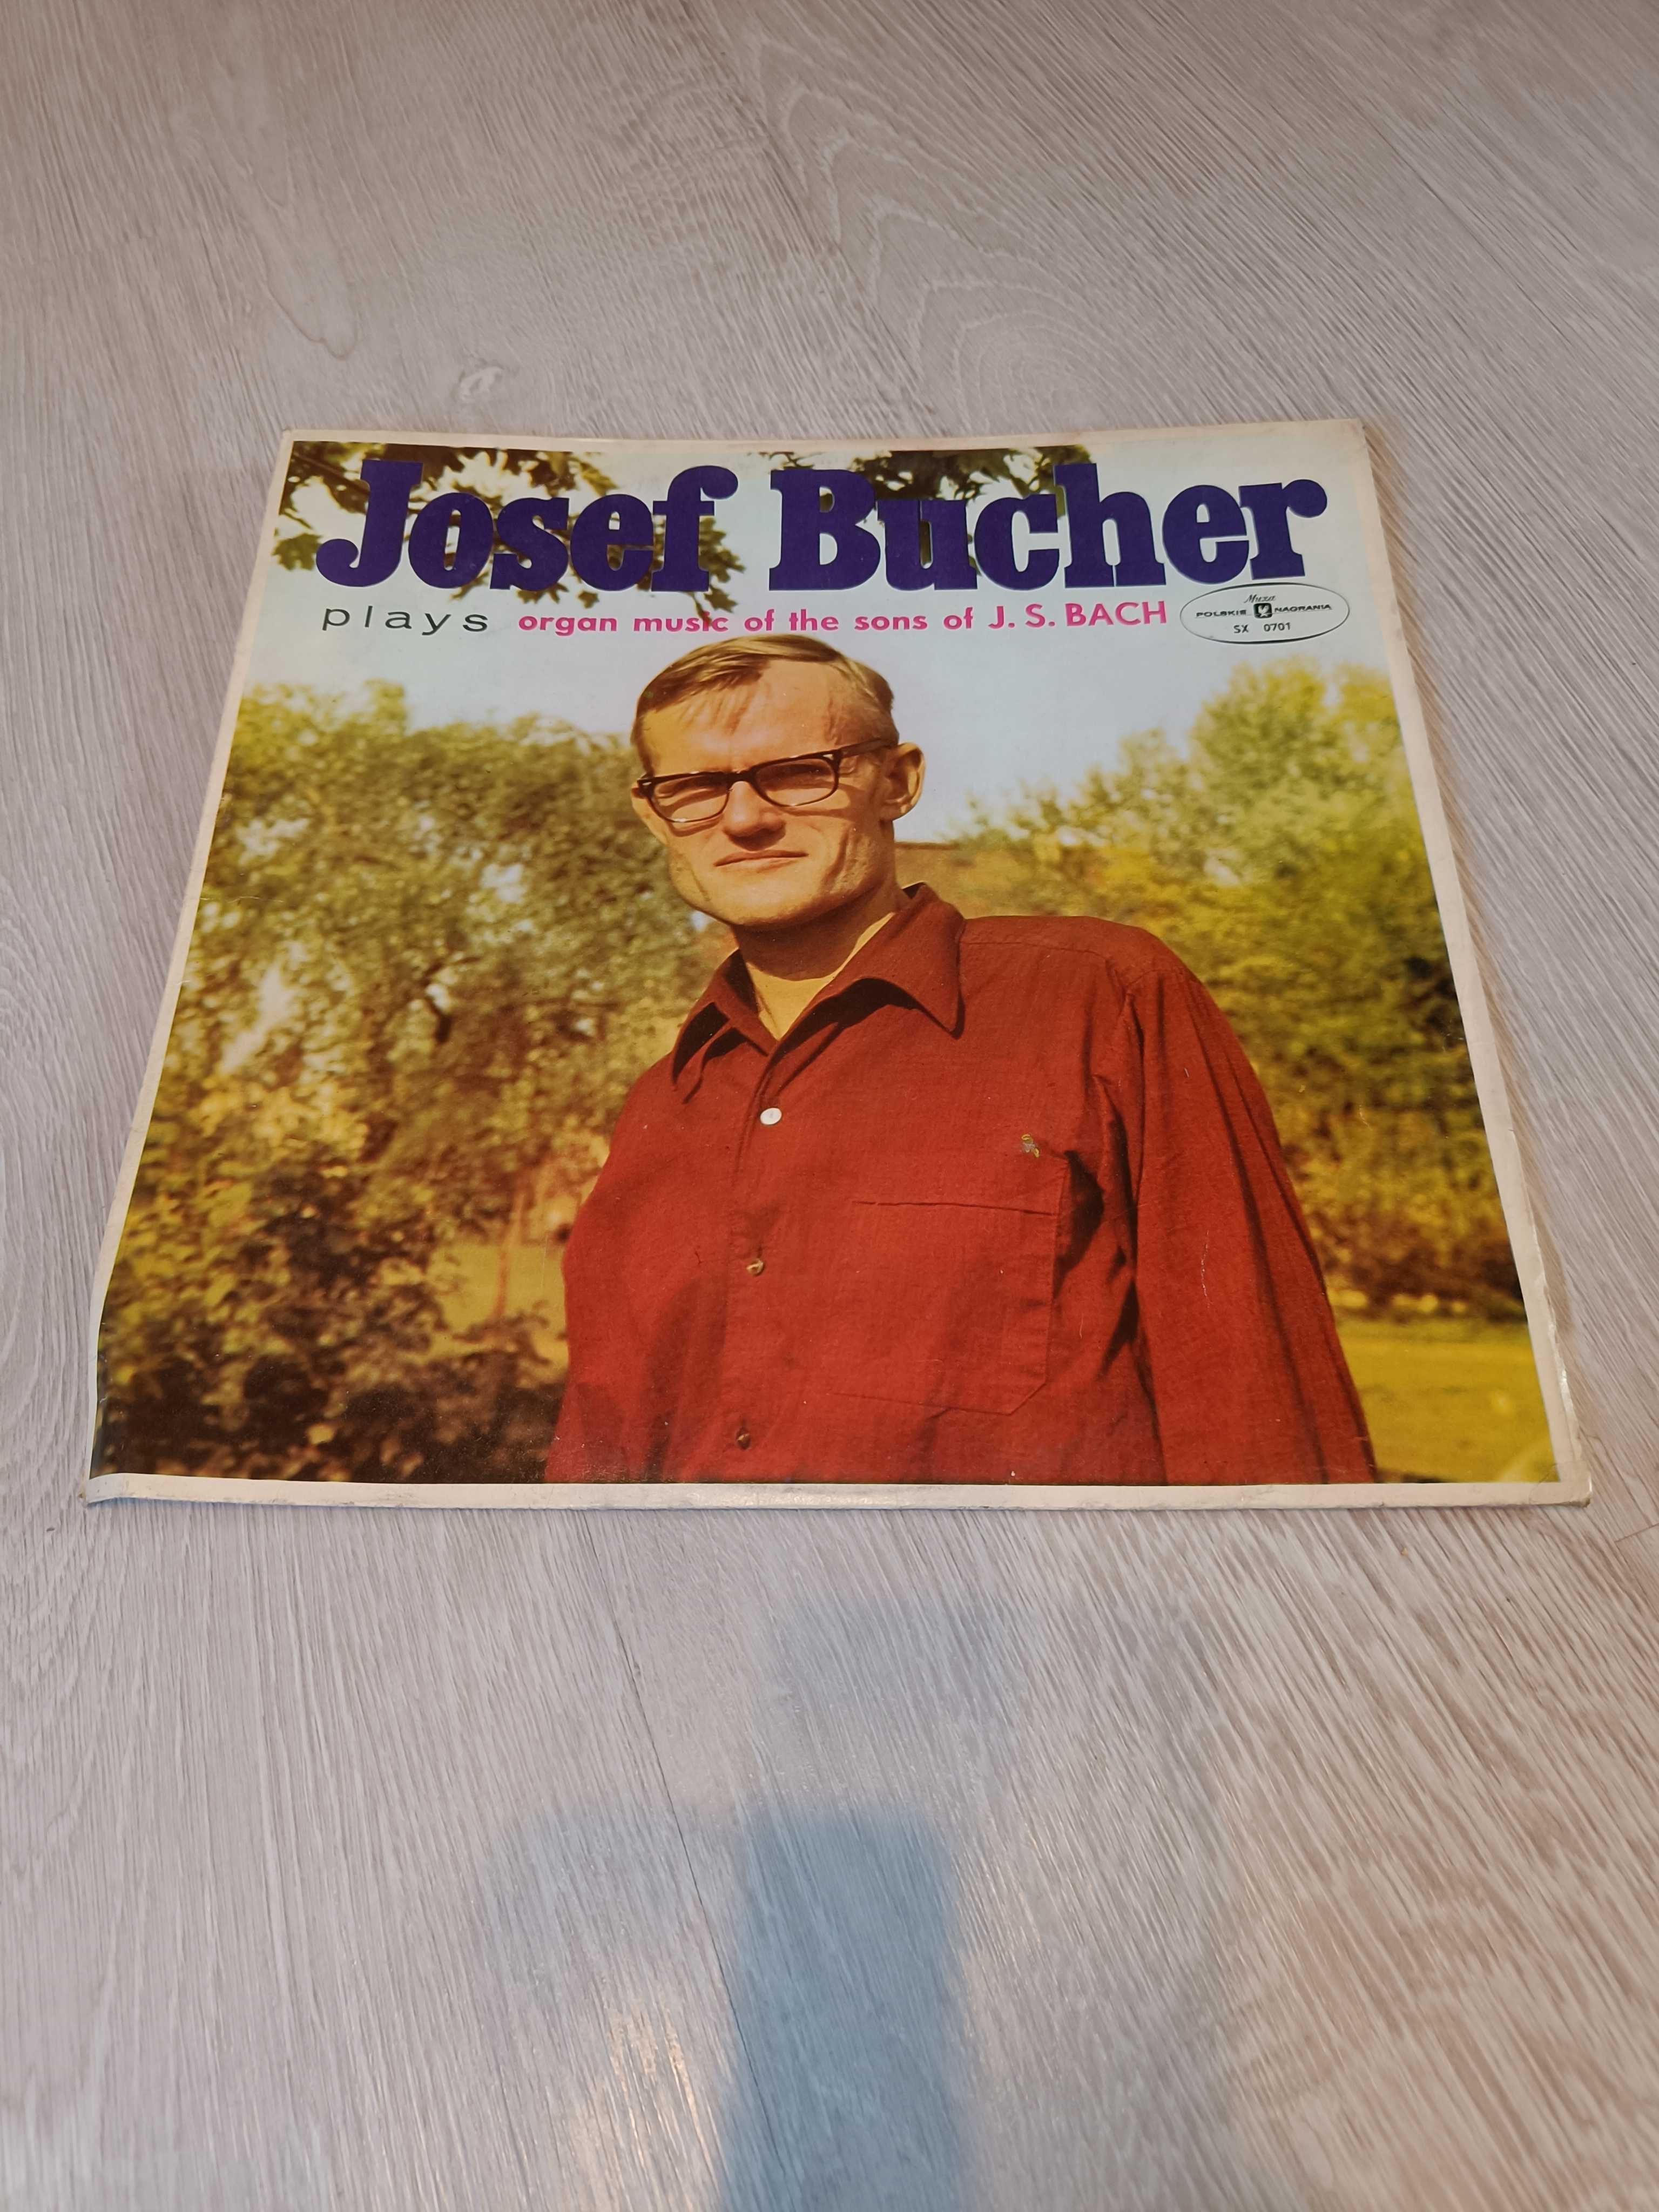 Josef Bucher
plays organ music of the sons of J. S. BACH
Muza
POLSKIE NAGRANIA
SX 0701